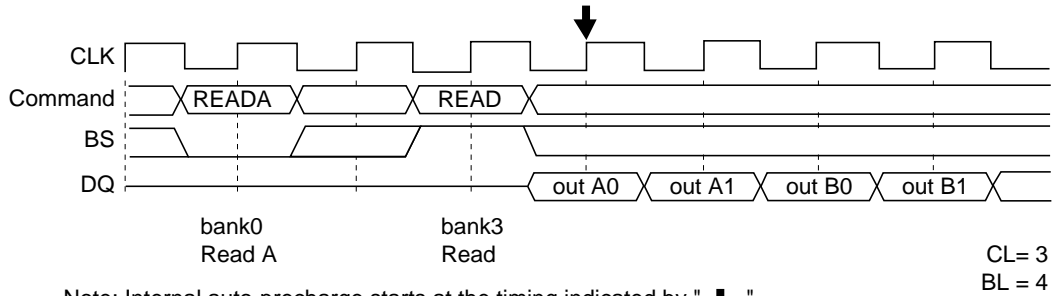 CLK
Command READA READ
BS
DQ out A0 out A1 out B0 out B1
bank0 bank3
Read A Read
CL= 3
BL = 4
Note: Internal auto-precharge starts at the timing indicated by " ".